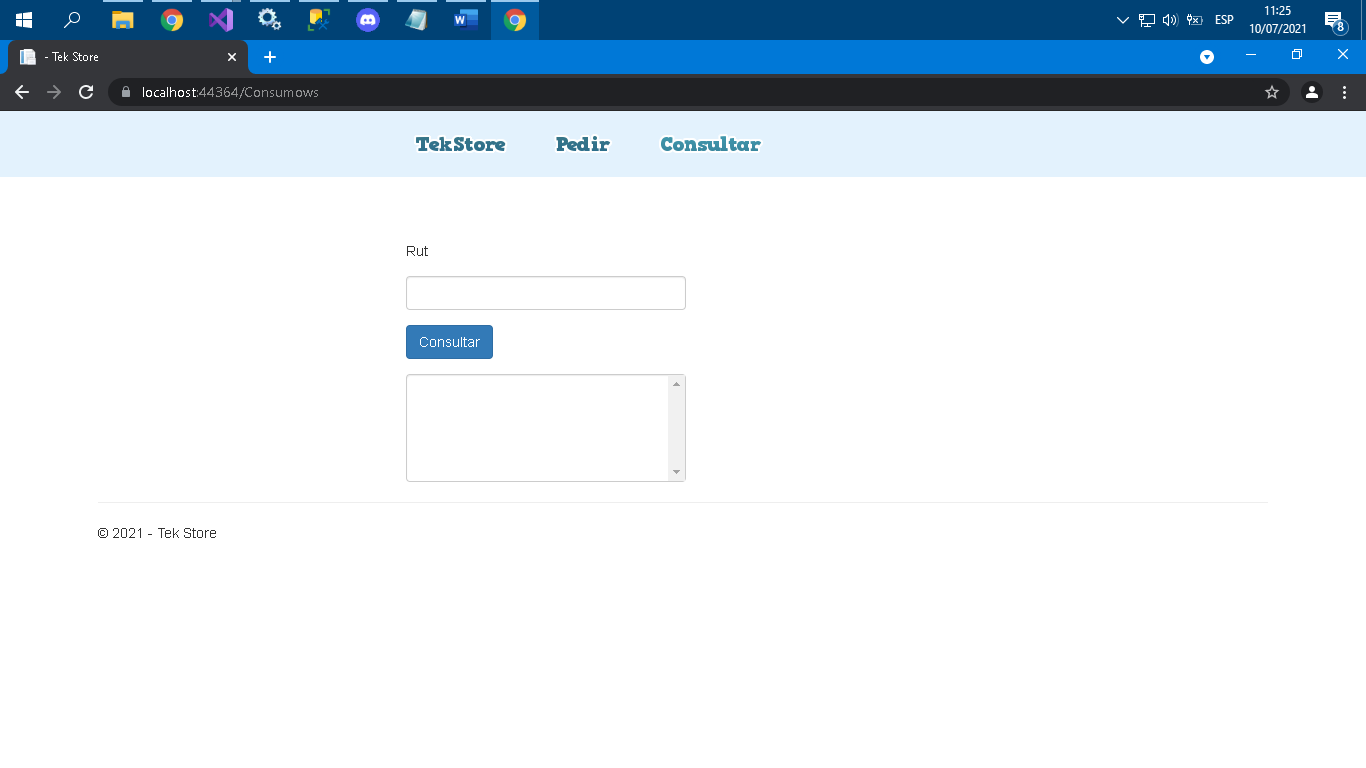 11:25
ESP
10/07/2021
8
- Tek Store
localhost:44364/Consumows
TekStore Pedir Consultar
Rut
Consultar
© 2021 - Tek Store